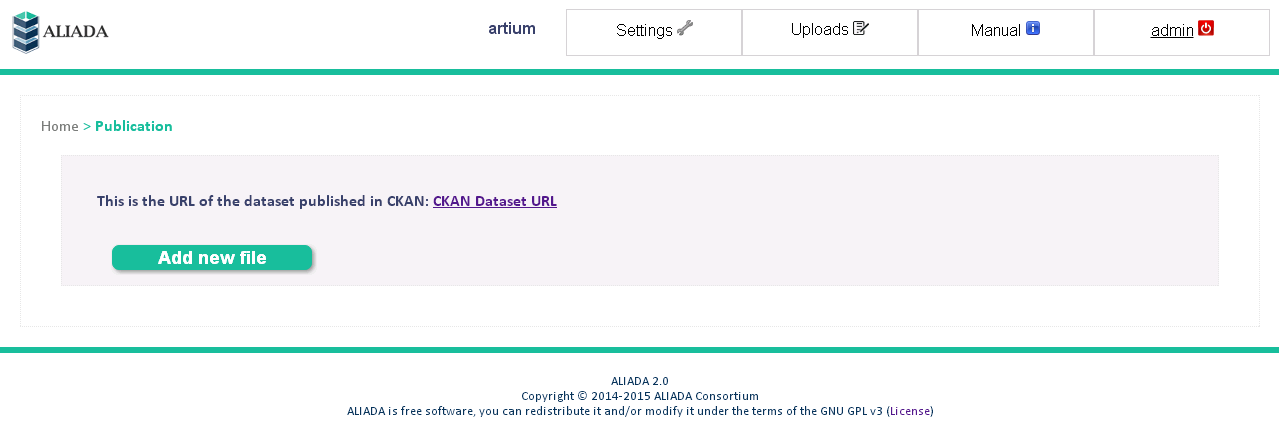 ALIADA
artium
Settings
Uploads
Manual
admin
Home > Publication
This is the URL of the dataset published in CKAN: CKAN Dataset URL
Add new file
ALIADA 2.0
Copyright © 2014-2015 ALIADA Consortium
ALIADA is free software, you can redistribute it and/or modify it under the terms of the GNU GPL v3 (License)